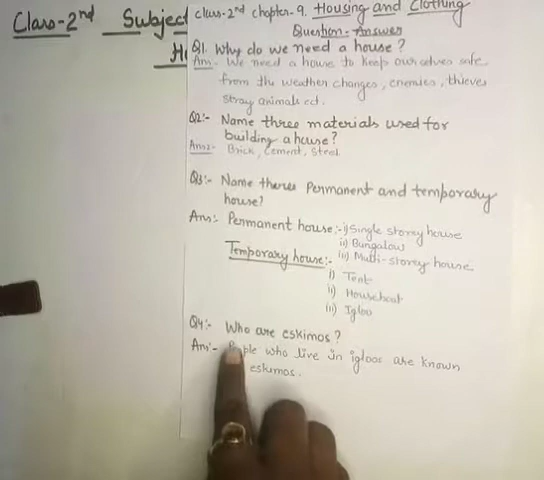 Class-2nd Subject
H
Class-2nd chapter-9. Housing and Clothing
Question-Answer
Q1. Why do we need a house?
Ans. We need a house to keep ourselves safe
from the weather changes, enemies, thieves
stray animals ect.
Q2:- Name three materials used for
building a house?
Ans:- Brick, Cement, Steel
Q3:- Name theree Permanent and temporary
house?
Ans:- Permanent house:- i) Single storey house
ii) Bungalow
iii) Multi-storey house
Temporary house:-
i) Tent
ii) Houseboat
iii) Igloo
Q4:- Who are eskimos?
Ans:- who live in igloos are known
eskimos.